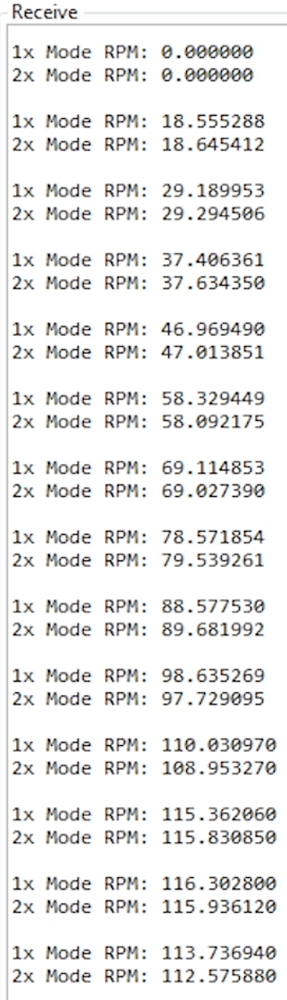 Receive
1x Mode RPM: 0.000000
2x Mode RPM: 0.000000
1x Mode RPM: 18.555288
2x Mode RPM: 18.645412
1x Mode RPM: 29.189953
2x Mode RPM: 29.294506
1x Mode RPM: 37.406361
2x Mode RPM: 37.634350
1x Mode RPM: 46.969490
2x Mode RPM: 47.013851
1x Mode RPM: 58.329449
2x Mode RPM: 58.092175
1x Mode RPM: 69.114853
2x Mode RPM: 69.027390
1x Mode RPM: 78.571854
2x Mode RPM: 79.539261
1x Mode RPM: 88.577530
2x Mode RPM: 89.681992
1x Mode RPM: 98.635269
2x Mode RPM: 97.729095
1x Mode RPM: 110.030970
2x Mode RPM: 108.953270
1x Mode RPM: 115.362060
2x Mode RPM: 115.830850
1x Mode RPM: 116.302800
2x Mode RPM: 115.936120
1x Mode RPM: 113.736940
2x Mode RPM: 112.575880